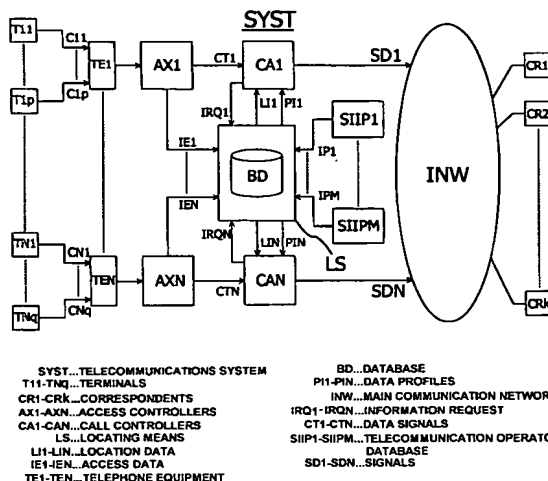 SYST
T11 C11 TE1 AX1 CT1 CA1 SD1 CR1
T1p C1p IRQ1 LI1 PI1 SIIP1 CR2
IE1 IP1
BD INW
IEN IPM
SIIPM
IRQN LIN PIN LS
TN1 CN1
TEN AXN CTN CAN SDN
TNq CNq CRk
SYST...TELECOMMUNICATIONS SYSTEM
T11-TNq...TERMINALS
CR1-CRk...CORRESPONDENTS
AX1-AXN...ACCESS CONTROLLERS
CA1-CAN...CALL CONTROLLERS
LS...LOCATING MEANS
LI1-LIN...LOCATION DATA
IE1-IEN...ACCESS DATA
TE1-TEN...TELEPHONE EQUIPMENT
BD...DATABASE
PI1-PIN...DATA PROFILES
INW...MAIN COMMUNICATION NETWOR
IRQ1-IRQN...INFORMATION REQUEST
CT1-CTN...DATA SIGNALS
SIIP1-SIIPM...TELECOMMUNICATION OPERATO
DATABASE
SD1-SDN...SIGNALS